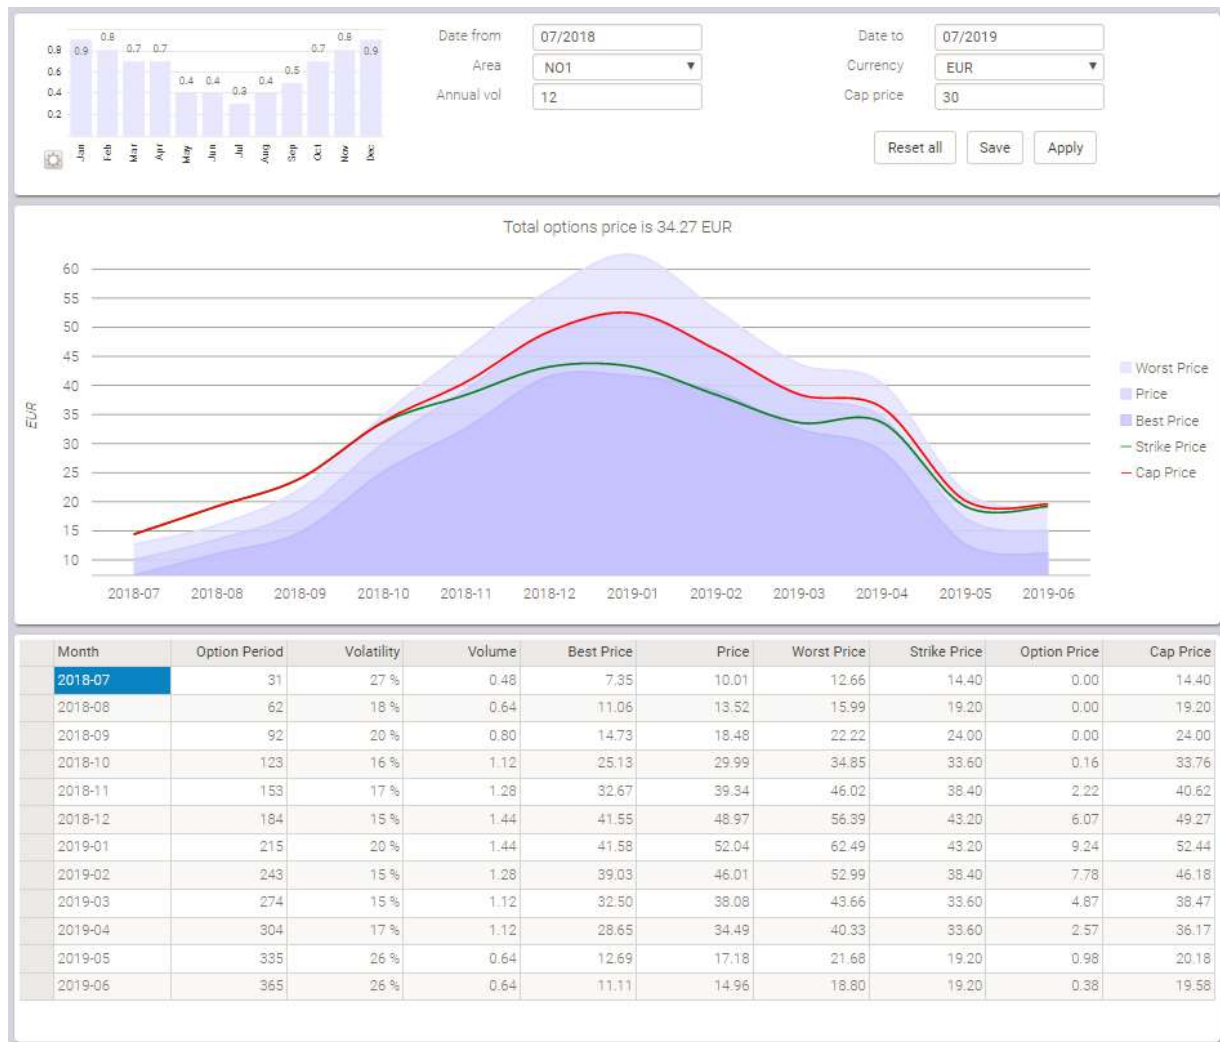 0.8
0.6
0.4
0.2
0.9
0.8
0.7
0.7
0.4
0.4
0.3
0.4
0.5
0.7
0.8
0.9
Jan
Feb
Mar
Apr
May
Jun
Jul
Aug
Sep
Oct
Nov
Dec
Date from 07/2018 Date to 07/2019
Area NO1 Currency EUR
Annual vol 12 Cap price 30
Reset all Save Apply
Total options price is 34.27 EUR
EUR
60
55
50
45
40
35
30
25
20
15
10
2018-07 2018-08 2018-09 2018-10 2018-11 2018-12 2019-01 2019-02 2019-03 2019-04 2019-05 2019-06
Worst Price
Price
Best Price
Strike Price
Cap Price
Month Option Period Volatility Volume Best Price Price Worst Price Strike Price Option Price Cap Price
2018-07 31 27 % 0.48 7.35 10.01 12.66 14.40 0.00 14.40
2018-08 62 18 % 0.64 11.06 13.52 15.99 19.20 0.00 19.20
2018-09 92 20 % 0.80 14.73 18.48 22.22 24.00 0.00 24.00
2018-10 123 16 % 1.12 25.13 29.99 34.85 33.60 0.16 33.76
2018-11 153 17 % 1.28 32.67 39.34 46.02 38.40 2.22 40.62
2018-12 184 15 % 1.44 41.55 48.97 56.39 43.20 6.07 49.27
2019-01 215 20 % 1.44 41.58 52.04 62.49 43.20 9.24 52.44
2019-02 243 15 % 1.28 39.03 46.01 52.99 38.40 7.78 46.18
2019-03 274 15 % 1.12 32.50 38.08 43.66 33.60 4.87 38.47
2019-04 304 17 % 1.12 28.65 34.49 40.33 33.60 2.57 36.17
2019-05 335 26 % 0.64 12.69 17.18 21.68 19.20 0.98 20.18
2019-06 365 26 % 0.64 11.11 14.96 18.80 19.20 0.38 19.58